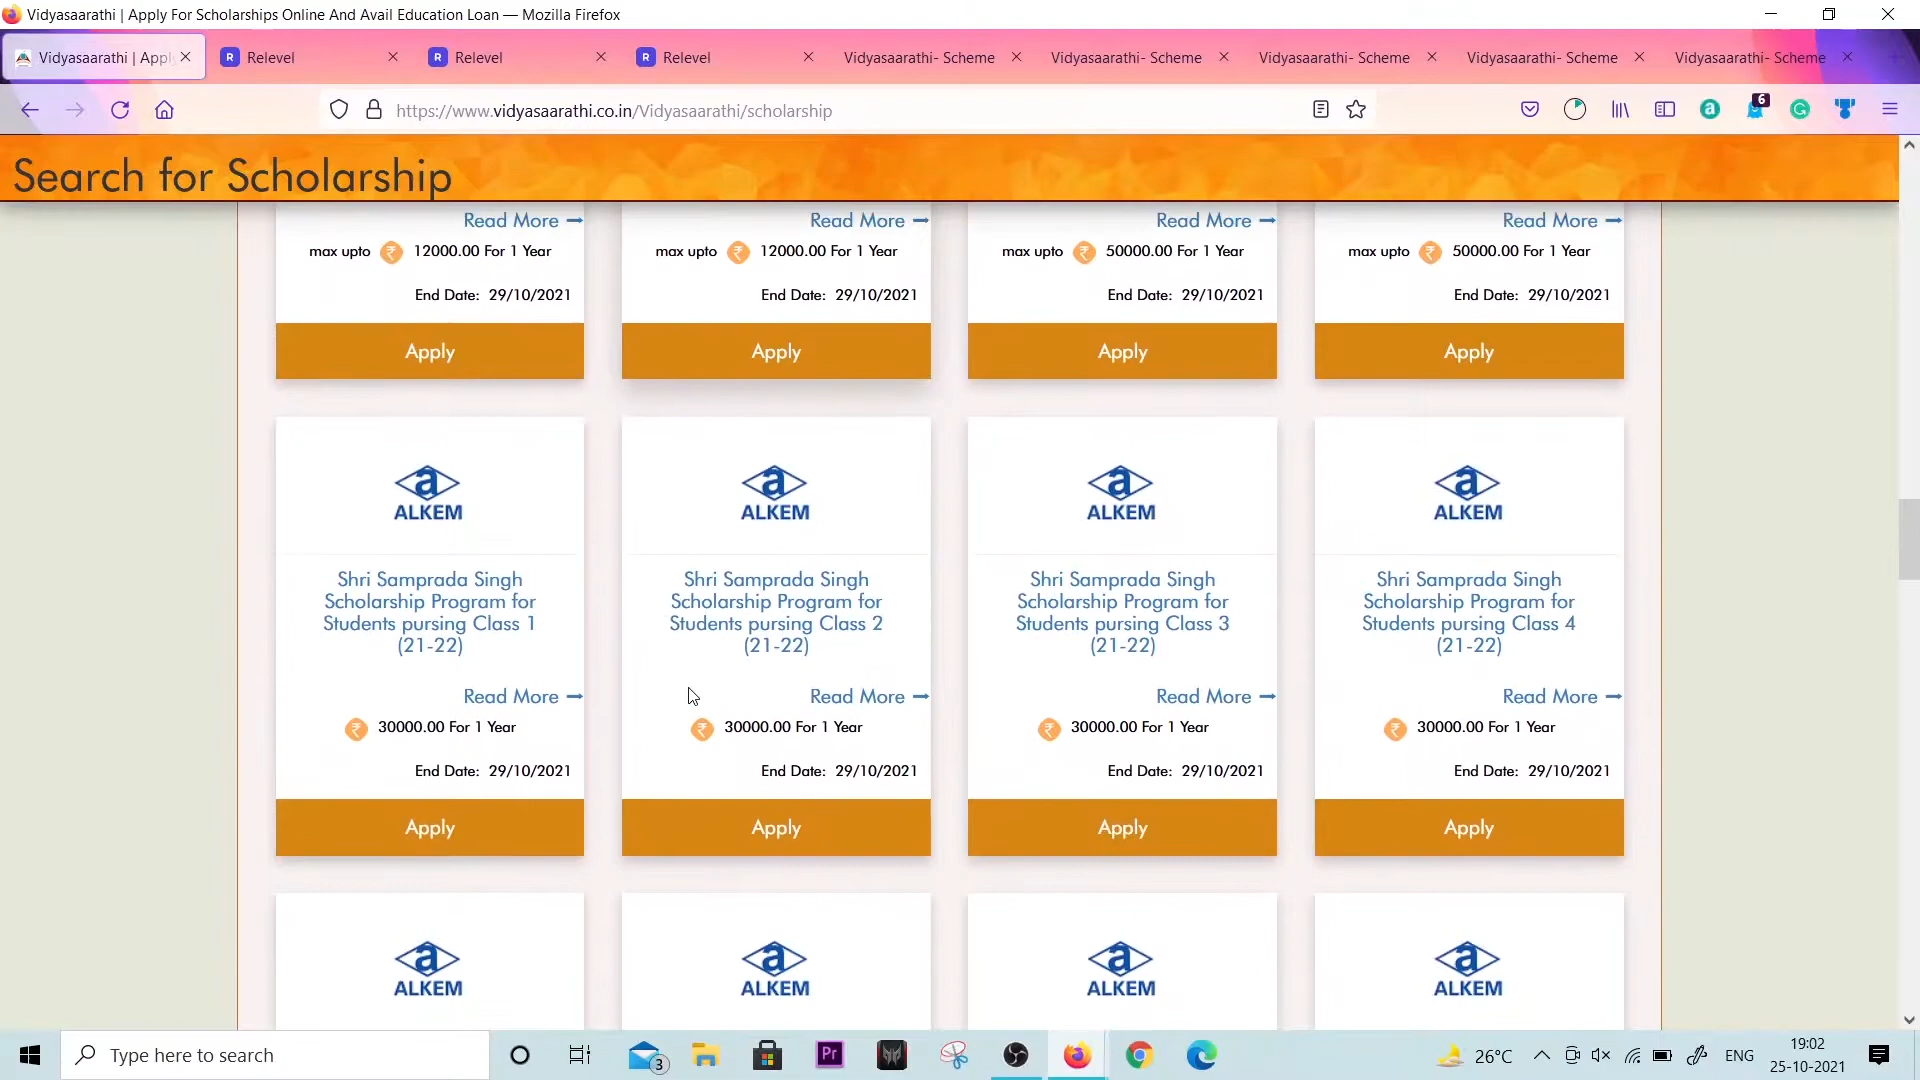 Vidyasaarathi | Apply For Scholarships Online And Avail Education Loan — Mozilla Firefox
Vidyasaarathi | Appl
Relevel
Relevel
Relevel
Vidyasaarathi- Scheme
Vidyasaarathi- Scheme
Vidyasaarathi- Scheme
Vidyasaarathi- Scheme
Vidyasaarathi- Scheme
https://www.vidyasaarathi.co.in/Vidyasaarathi/scholarship
6
Search for Scholarship
Read More
max upto ₹ 12000.00 For 1 Year
End Date: 29/10/2021
Apply
Read More
max upto ₹ 12000.00 For 1 Year
End Date: 29/10/2021
Apply
Read More
max upto ₹ 50000.00 For 1 Year
End Date: 29/10/2021
Apply
Read More
max upto ₹ 50000.00 For 1 Year
End Date: 29/10/2021
Apply
a
ALKEM
Shri Samprada Singh
Scholarship Program for
Students pursing Class 1
(21-22)
Read More
₹ 30000.00 For 1 Year
End Date: 29/10/2021
Apply
a
ALKEM
Shri Samprada Singh
Scholarship Program for
Students pursing Class 2
(21-22)
Read More
₹ 30000.00 For 1 Year
End Date: 29/10/2021
Apply
a
ALKEM
Shri Samprada Singh
Scholarship Program for
Students pursing Class 3
(21-22)
Read More
₹ 30000.00 For 1 Year
End Date: 29/10/2021
Apply
a
ALKEM
Shri Samprada Singh
Scholarship Program for
Students pursing Class 4
(21-22)
Read More
₹ 30000.00 For 1 Year
End Date: 29/10/2021
Apply
a
ALKEM
a
ALKEM
a
ALKEM
a
ALKEM
Type here to search
3
Pr
26°C
ENG
19:02
25-10-2021